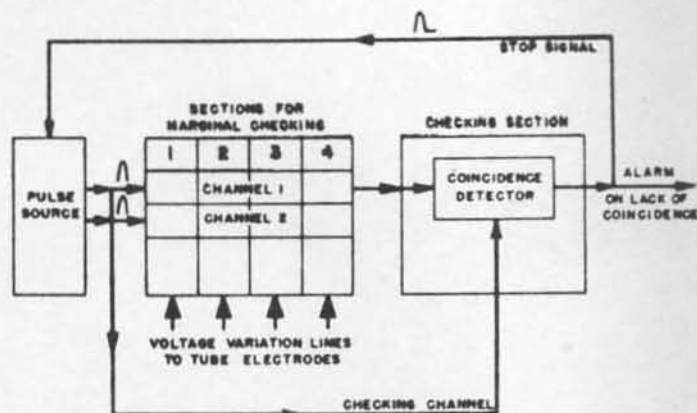 STOP SIGNAL
SECTIONS FOR
MARGINAL CHECKING
CHECKING SECTION
1 2 3 4
PULSE
SOURCE
CHANNEL 1
CHANNEL 2
COINCIDENCE
DETECTOR
ALARM
ON LACK OF
COINCIDENCE
VOLTAGE VARIATION LINES
TO TUBE ELECTRODES
CHECKING CHANNEL